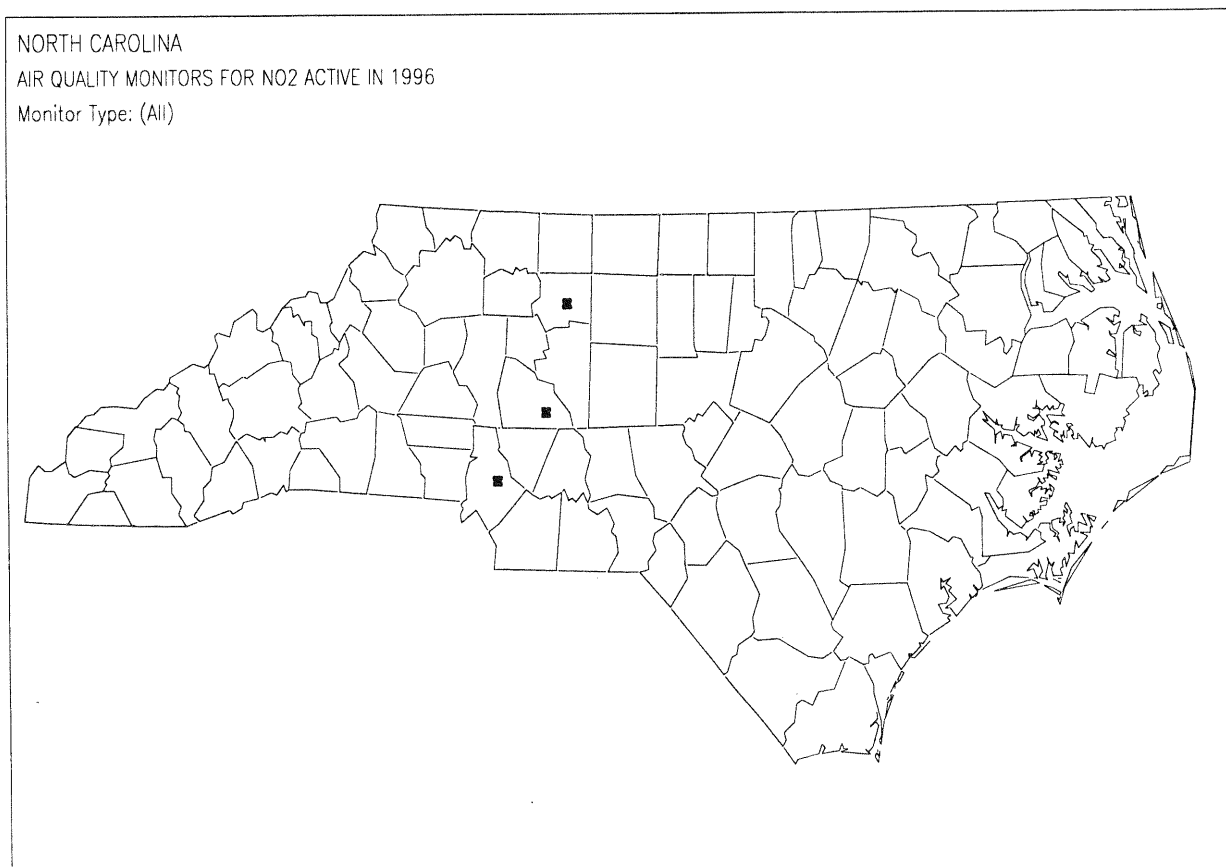 NORTH CAROLINA
AIR QUALITY MONITORS FOR NO2 ACTIVE IN 1996
Monitor Type: (All)